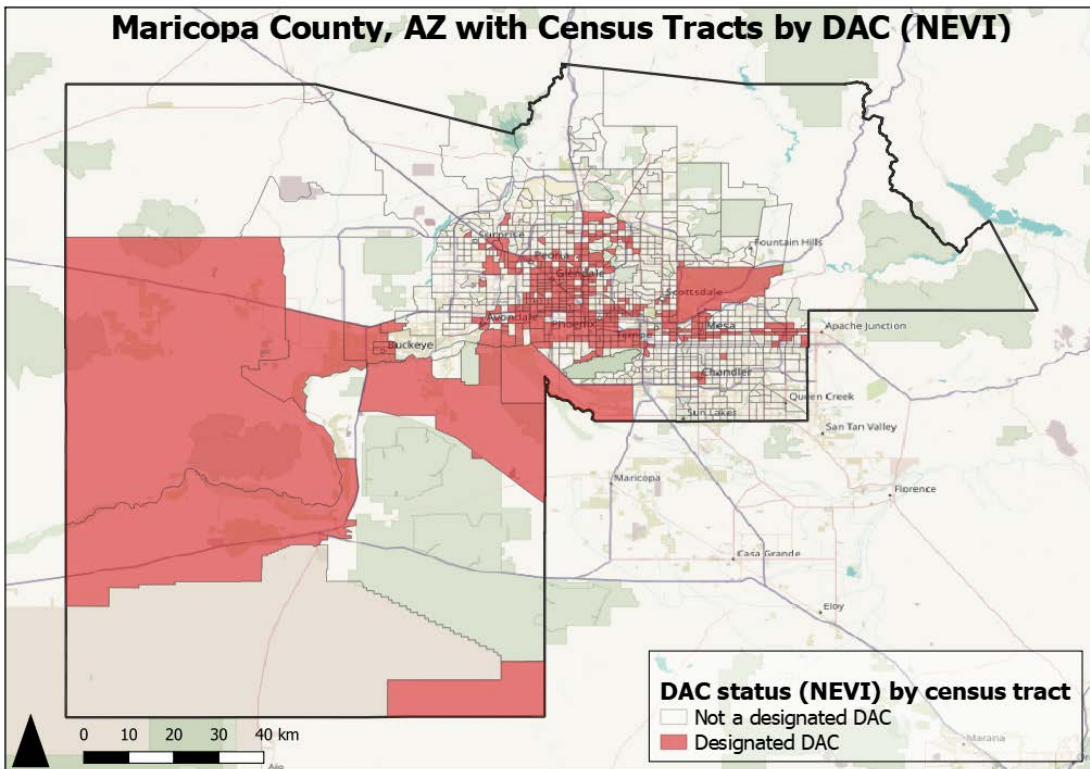 Maricopa County, AZ with Census Tracts by DAC (NEVI)
Surprise
Peoria
Glendale
Fountain Hills
Scottsdale
Avondale
Phoenix
Tempe
Mesa
Apache Junction
Buckeye
Chandler
Queen Creek
Sun Lakes
San Tan Valley
Maricopa
Florence
Casa Grande
Eloy
DAC status (NEVI) by census tract
Not a designated DAC
Designated DAC
0 10 20 30 40 km
Marana
Ajo